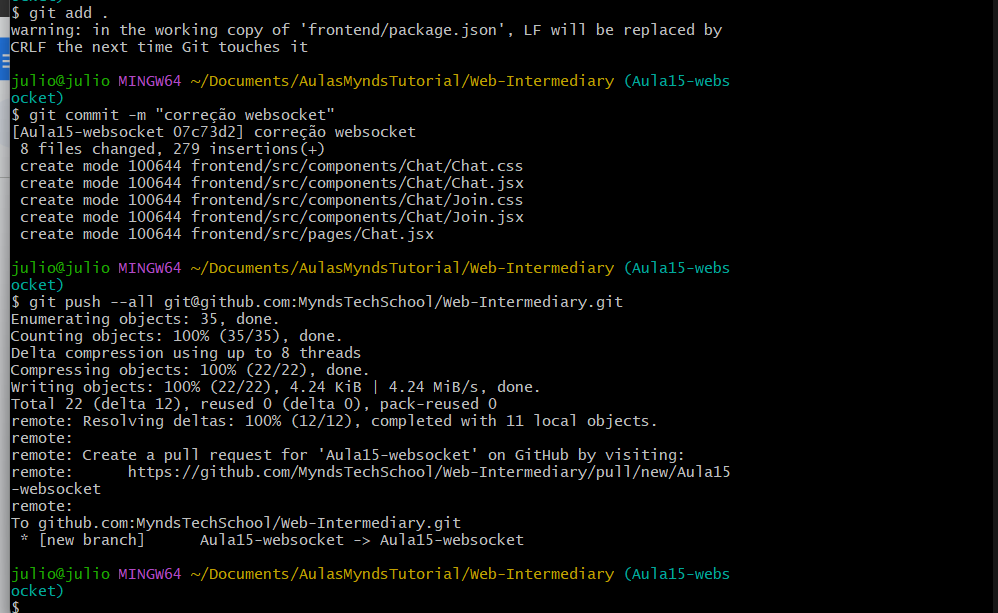 ocket)
$ git add .
warning: in the working copy of 'frontend/package.json', LF will be replaced by
CRLF the next time Git touches it
julio@julio MINGW64 ~/Documents/AulasMyndsTutorial/Web-Intermediary (Aula15-webs
ocket)
$ git commit -m "correção websocket"
[Aula15-websocket 07c73d2] correção websocket
 8 files changed, 279 insertions(+)
 create mode 100644 frontend/src/components/Chat/Chat.css
 create mode 100644 frontend/src/components/Chat/Chat.jsx
 create mode 100644 frontend/src/components/Chat/Join.css
 create mode 100644 frontend/src/components/Chat/Join.jsx
 create mode 100644 frontend/src/pages/Chat.jsx
julio@julio MINGW64 ~/Documents/AulasMyndsTutorial/Web-Intermediary (Aula15-webs
ocket)
$ git push --all git@github.com:MyndsTechSchool/Web-Intermediary.git
Enumerating objects: 35, done.
Counting objects: 100% (35/35), done.
Delta compression using up to 8 threads
Compressing objects: 100% (22/22), done.
Writing objects: 100% (22/22), 4.24 KiB | 4.24 MiB/s, done.
Total 22 (delta 12), reused 0 (delta 0), pack-reused 0
remote: Resolving deltas: 100% (12/12), completed with 11 local objects.
remote:
remote: Create a pull request for 'Aula15-websocket' on GitHub by visiting:
remote:      https://github.com/MyndsTechSchool/Web-Intermediary/pull/new/Aula15
-websocket
remote:
To github.com:MyndsTechSchool/Web-Intermediary.git
 * [new branch]      Aula15-websocket -> Aula15-websocket
julio@julio MINGW64 ~/Documents/AulasMyndsTutorial/Web-Intermediary (Aula15-webs
ocket)
$